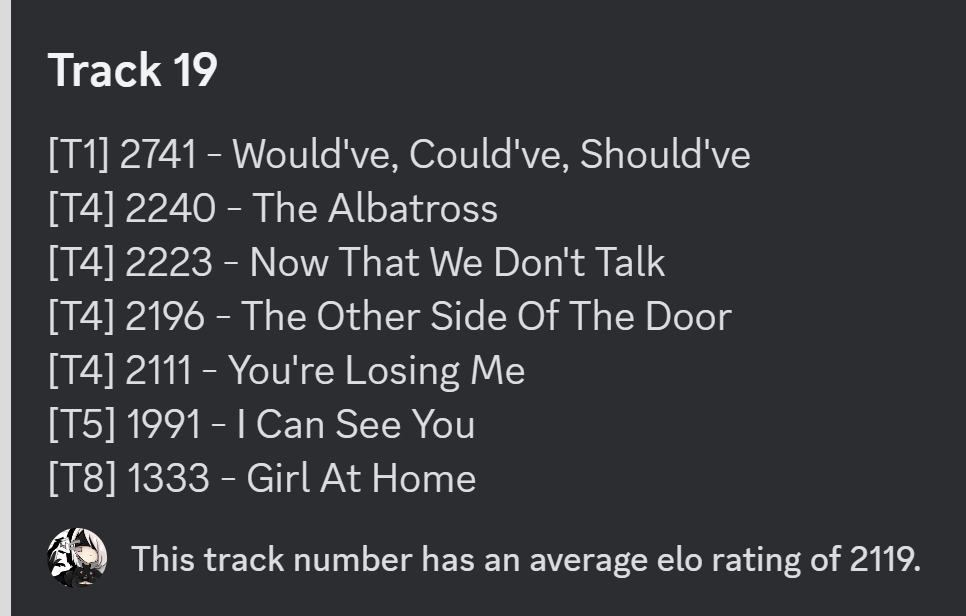 Track 19
[T1] 2741 - Would've, Could've, Should've
[T4] 2240 - The Albatross
[T4] 2223 - Now That We Don't Talk
[T4] 2196 - The Other Side Of The Door
[T4] 2111 - You're Losing Me
[T5] 1991 - I Can See You
[T8] 1333 - Girl At Home
This track number has an average elo rating of 2119.